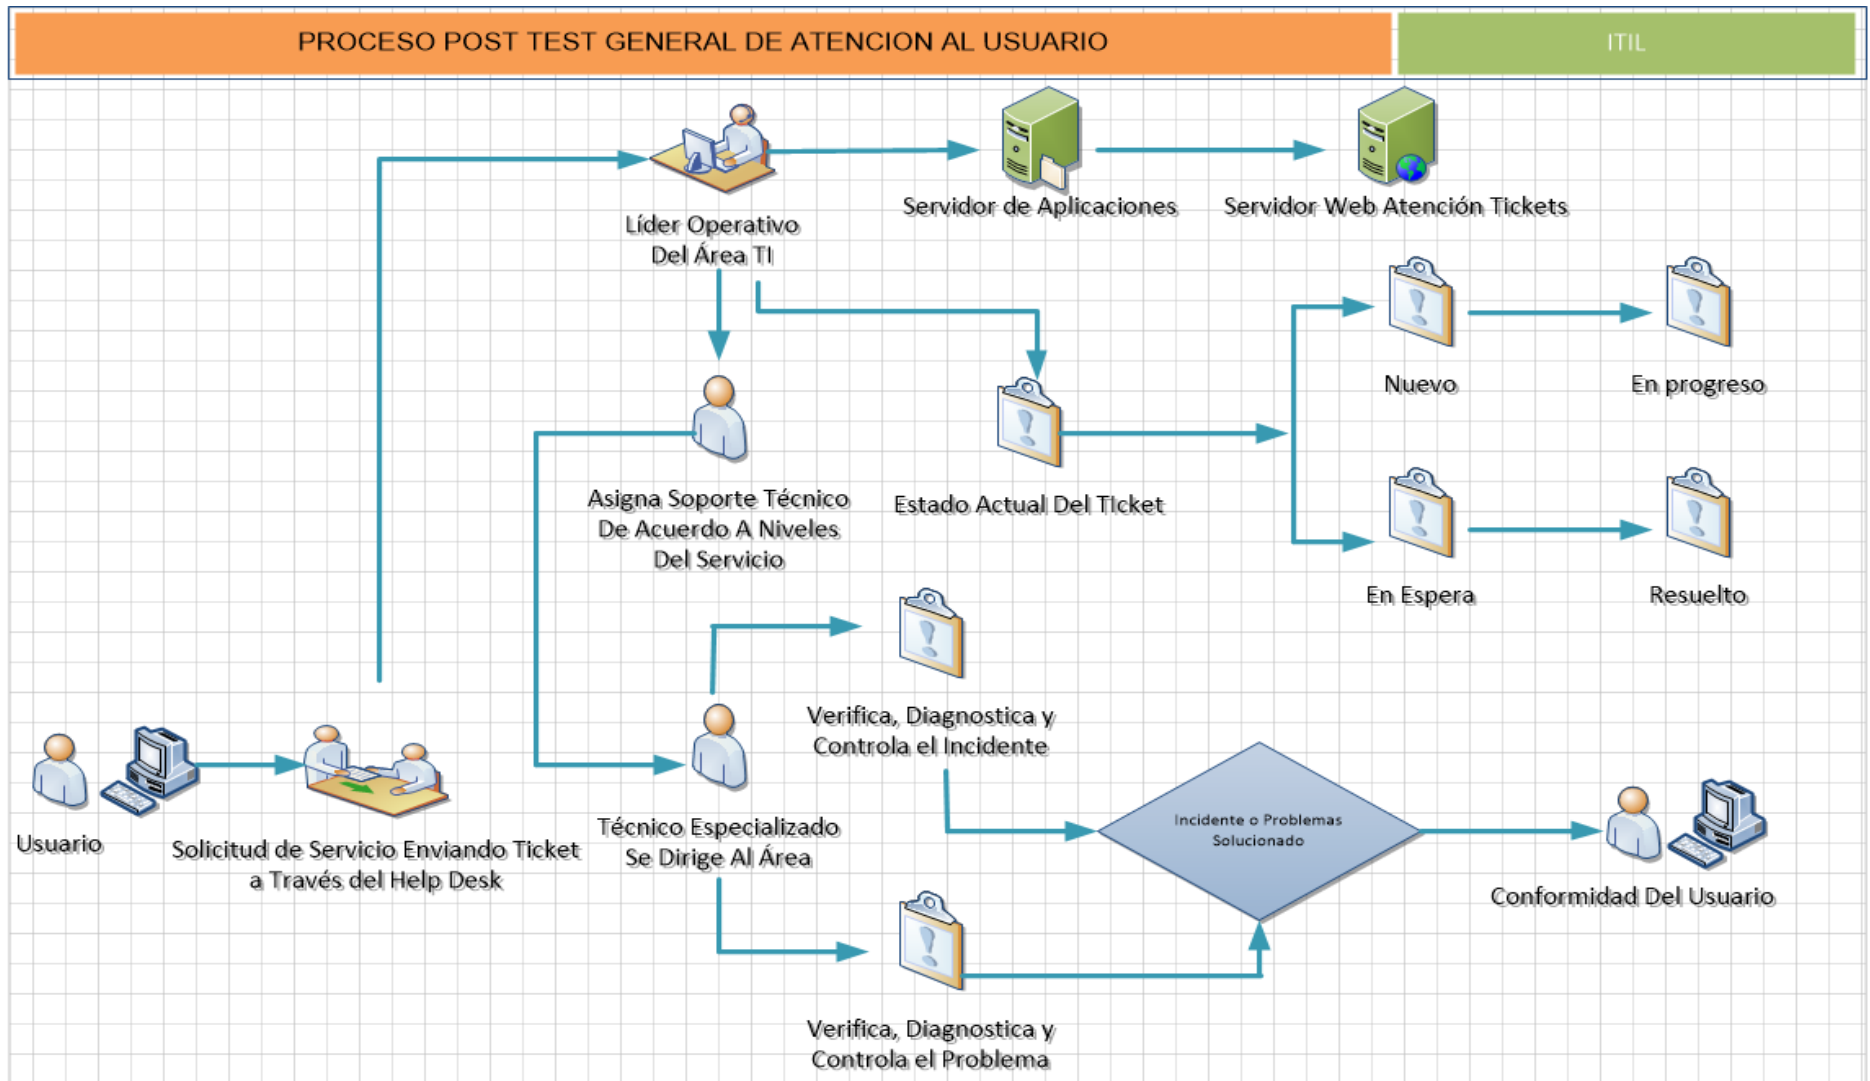 PROCESO POST TEST GENERAL DE ATENCION AL USUARIO
ITIL
Líder Operativo
Del Área TI
Servidor de Aplicaciones
Servidor Web Atención Tickets
Nuevo
En progreso
Asigna Soporte Técnico
De Acuerdo A Niveles
Del Servicio
Estado Actual Del TIcket
En Espera
Resuelto
Verifica, Diagnostica y
Controla el Incidente
Usuario
Solicitud de Servicio Enviando Ticket
a Través del Help Desk
Técnico Especializado
Se Dirige Al Área
Incidente o Problemas
Solucionado
Conformidad Del Usuario
Verifica, Diagnostica y
Controla el Problema